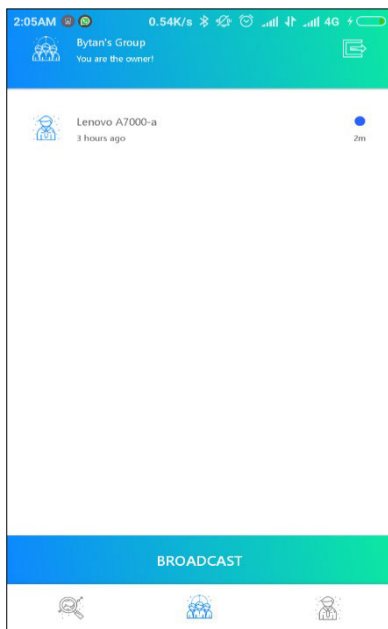 2:05AM 0.54K/s 4G
Bytan's Group
You are the owner!
Lenovo A7000-a
3 hours ago
2m
BROADCAST